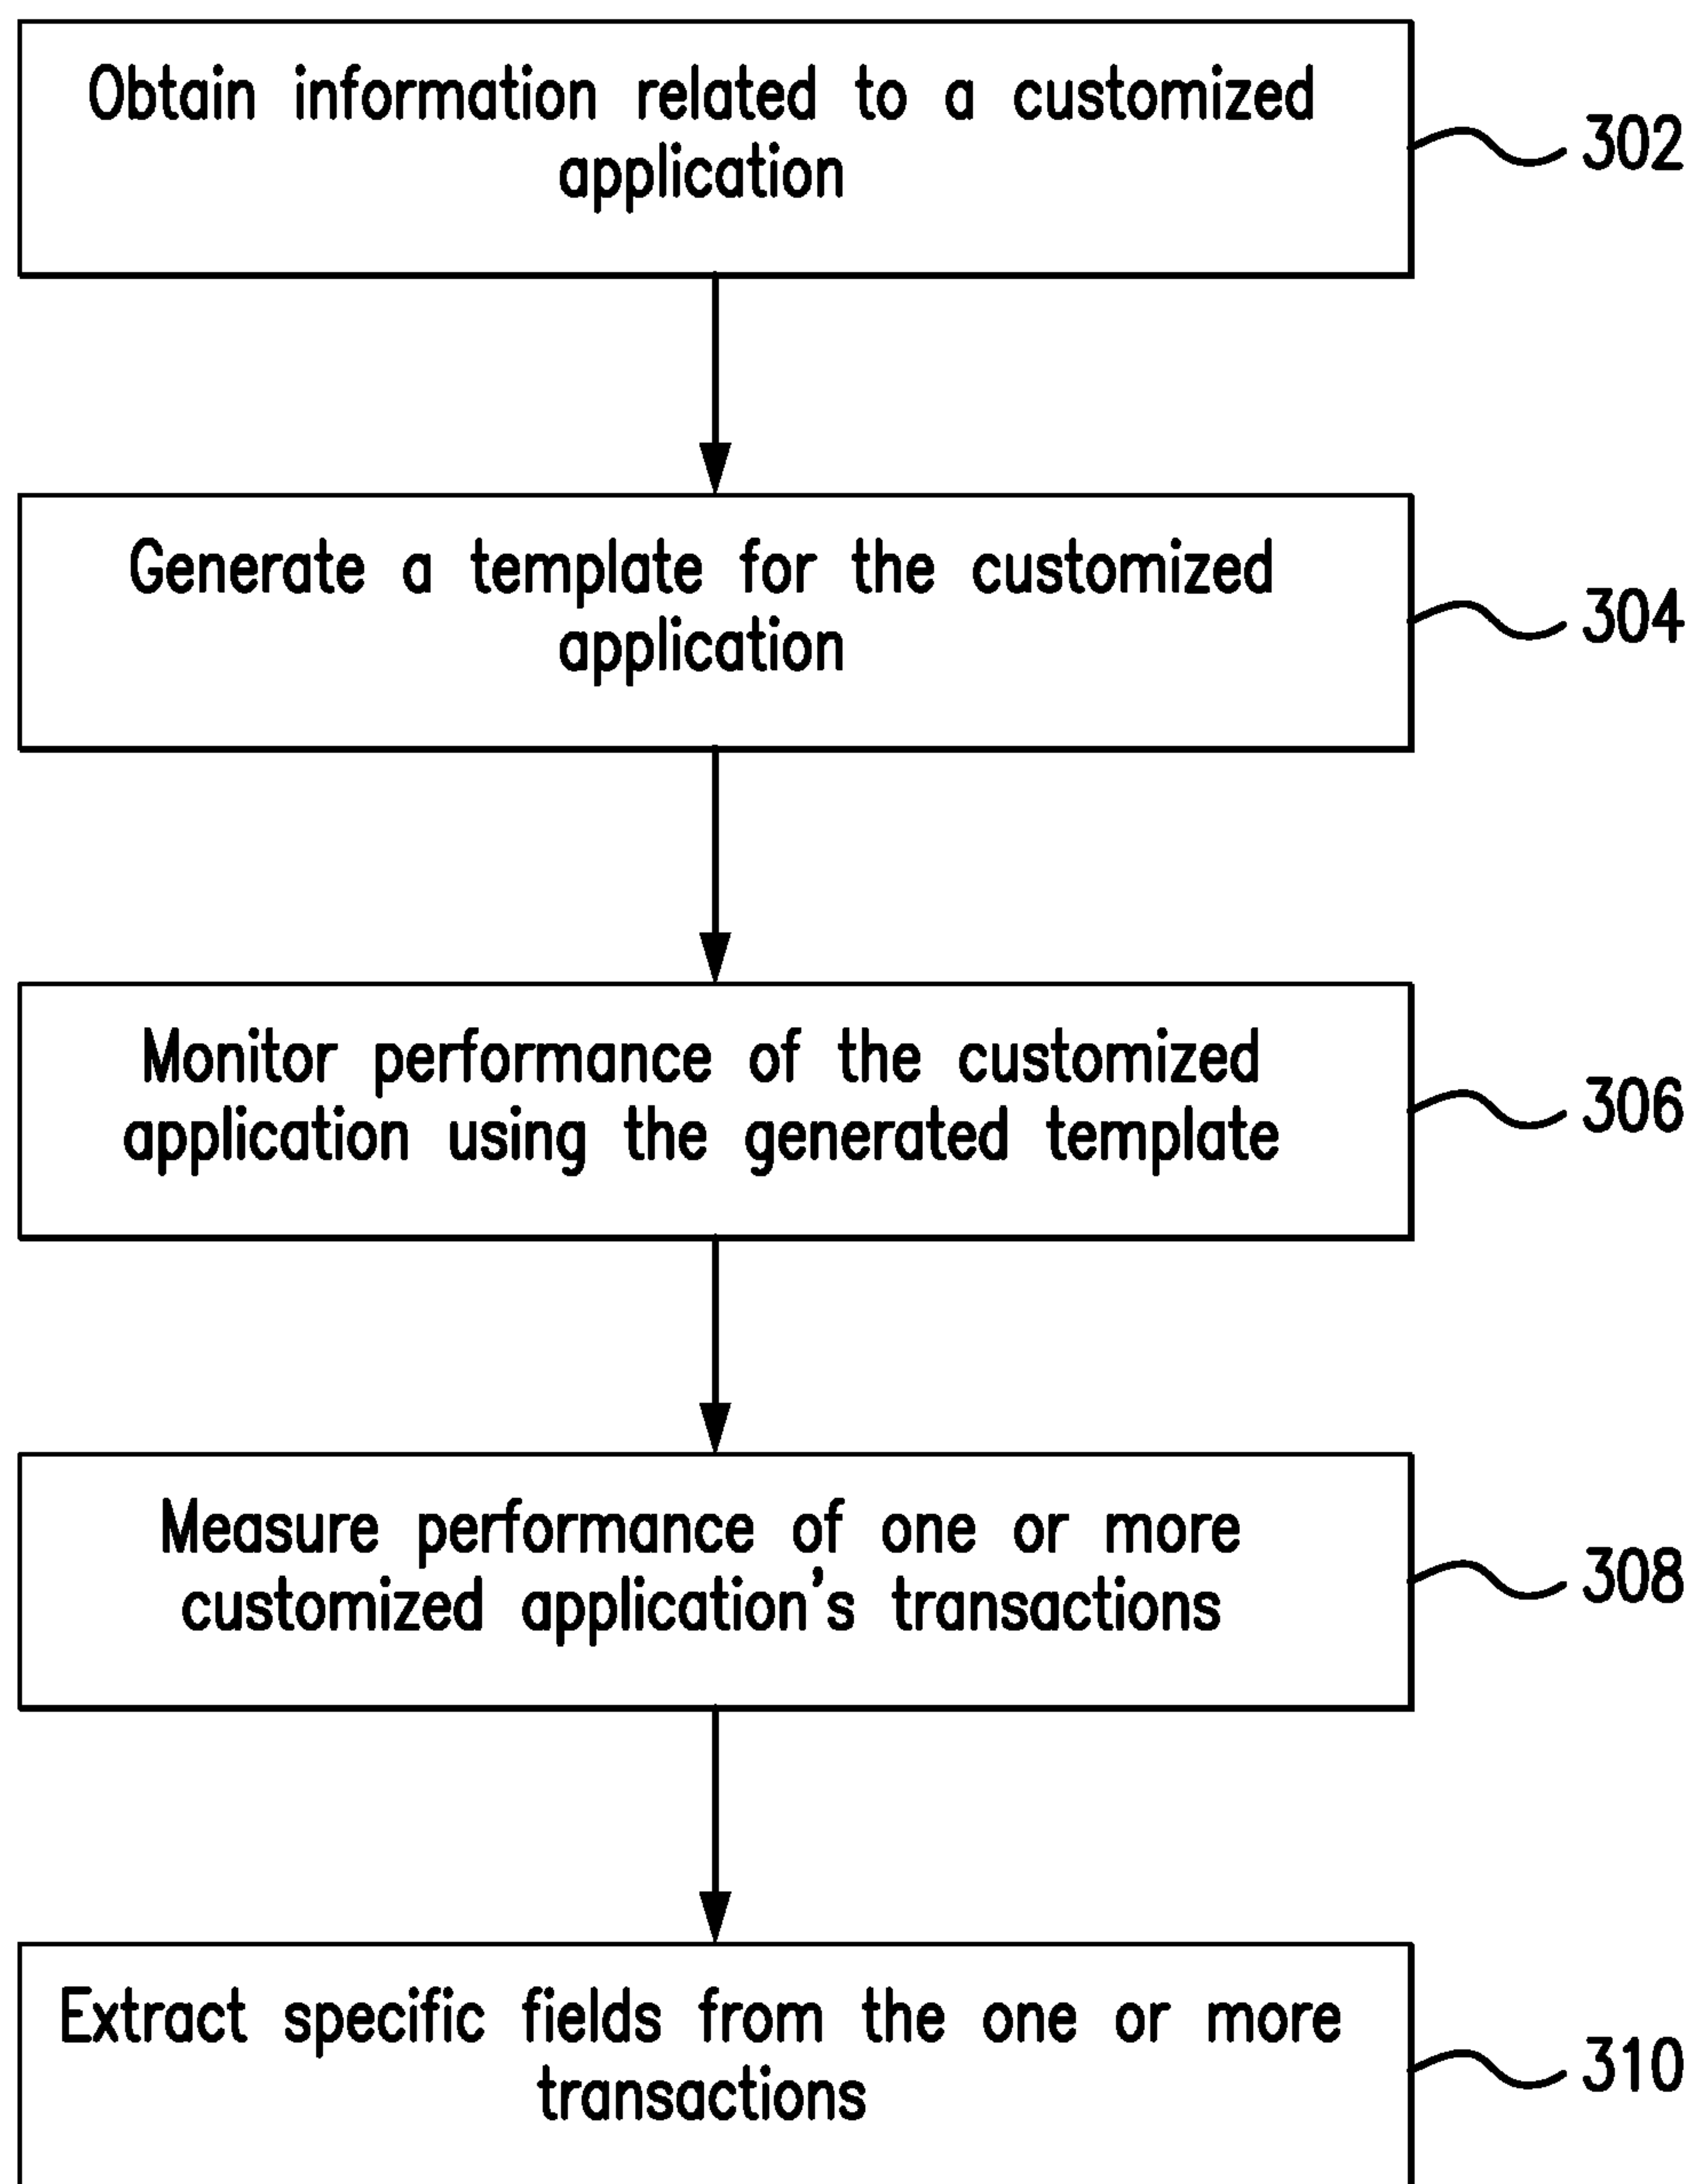 Obtain information related to a customized
application
302
Generate a template for the customized
application
304
Monitor performance of the customized
application using the generated template
306
Measure performance of one or more
customized application's transactions
308
Extract specific fields from the one or more
transactions
310